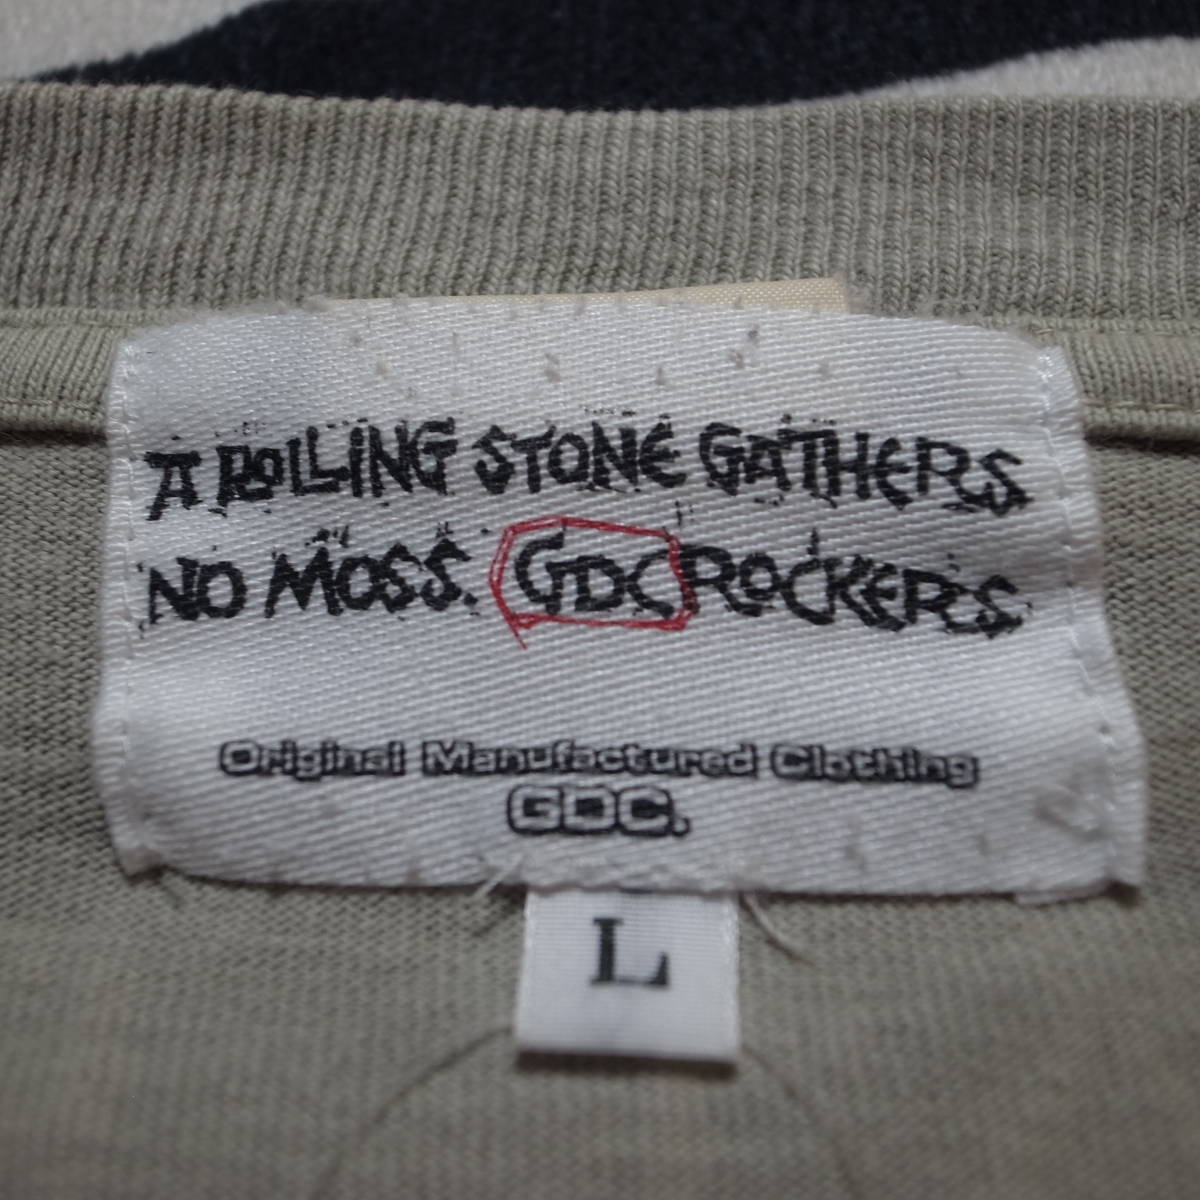 A ROLLING STONE GATHERS
NO MOSS. GDC ROCKERS
Original Manufactured Clothing
GDC.
L